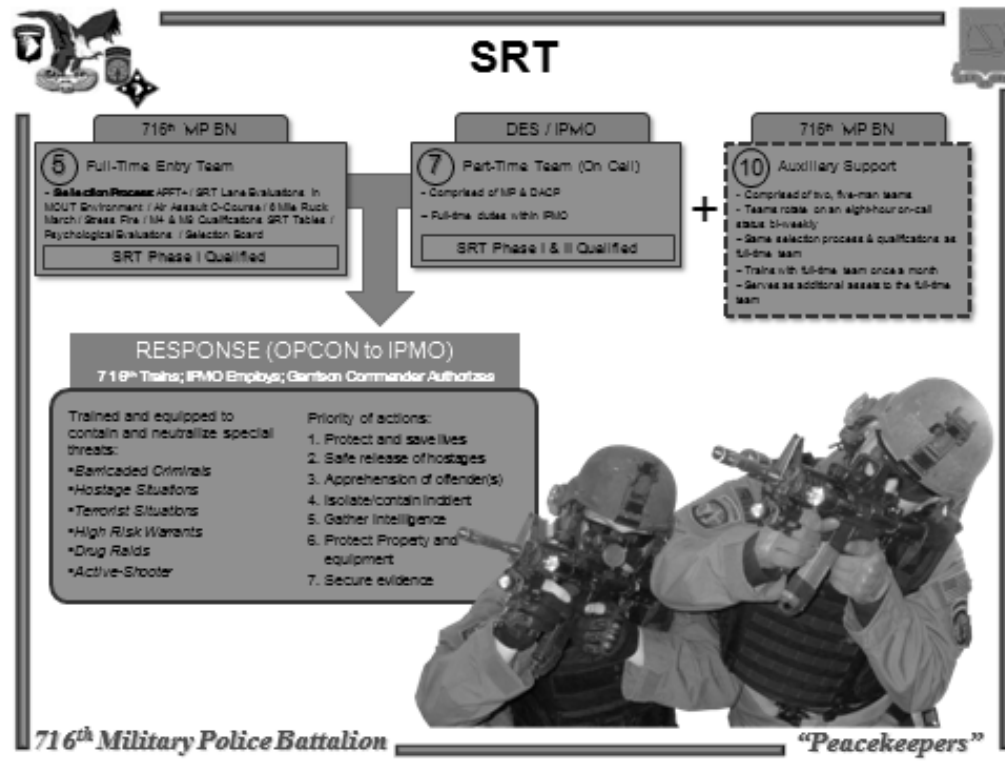 SRT
716th MP BN
5 Full-Time Entry Team
– Selection Process: APFT+ / SRT Lane Evaluations in
MOUT Environment / Air Assault O-Course / 6 Mile Ruck
March / Stress Fire / M4 & M9 Qualifications SRT Tables /
Psychological Evaluations / Selection Board
SRT Phase I Qualified
DES / IPMO
7 Part-Time Team (On Call)
– Comprised of MP & DACP
– Full-time duties within IPMO
SRT Phase I & II Qualified
+
716th MP BN
10 Auxiliary Support
– Comprised of two, five-man teams
– Teams rotate on an eight-hour on-call
status bi-weekly
– Same selection process & qualifications as
full-time team
– Trains with full-time team once a month
– Serves as additional assets to the full-time
team
RESPONSE (OPCON to IPMO)
716th Trains; IPMO Employs; Garrison Commander Authorizes
Trained and equipped to
contain and neutralize special
threats:
▪Barricaded Criminals
▪Hostage Situations
▪Terrorist Situations
▪High Risk Warrants
▪Drug Raids
▪Active-Shooter
Priority of actions:
1. Protect and save lives
2. Safe release of hostages
3. Apprehension of offender(s)
4. Isolate/contain incident
5. Gather Intelligence
6. Protect Property and
equipment
7. Secure evidence
716th Military Police Battalion
"Peacekeepers"